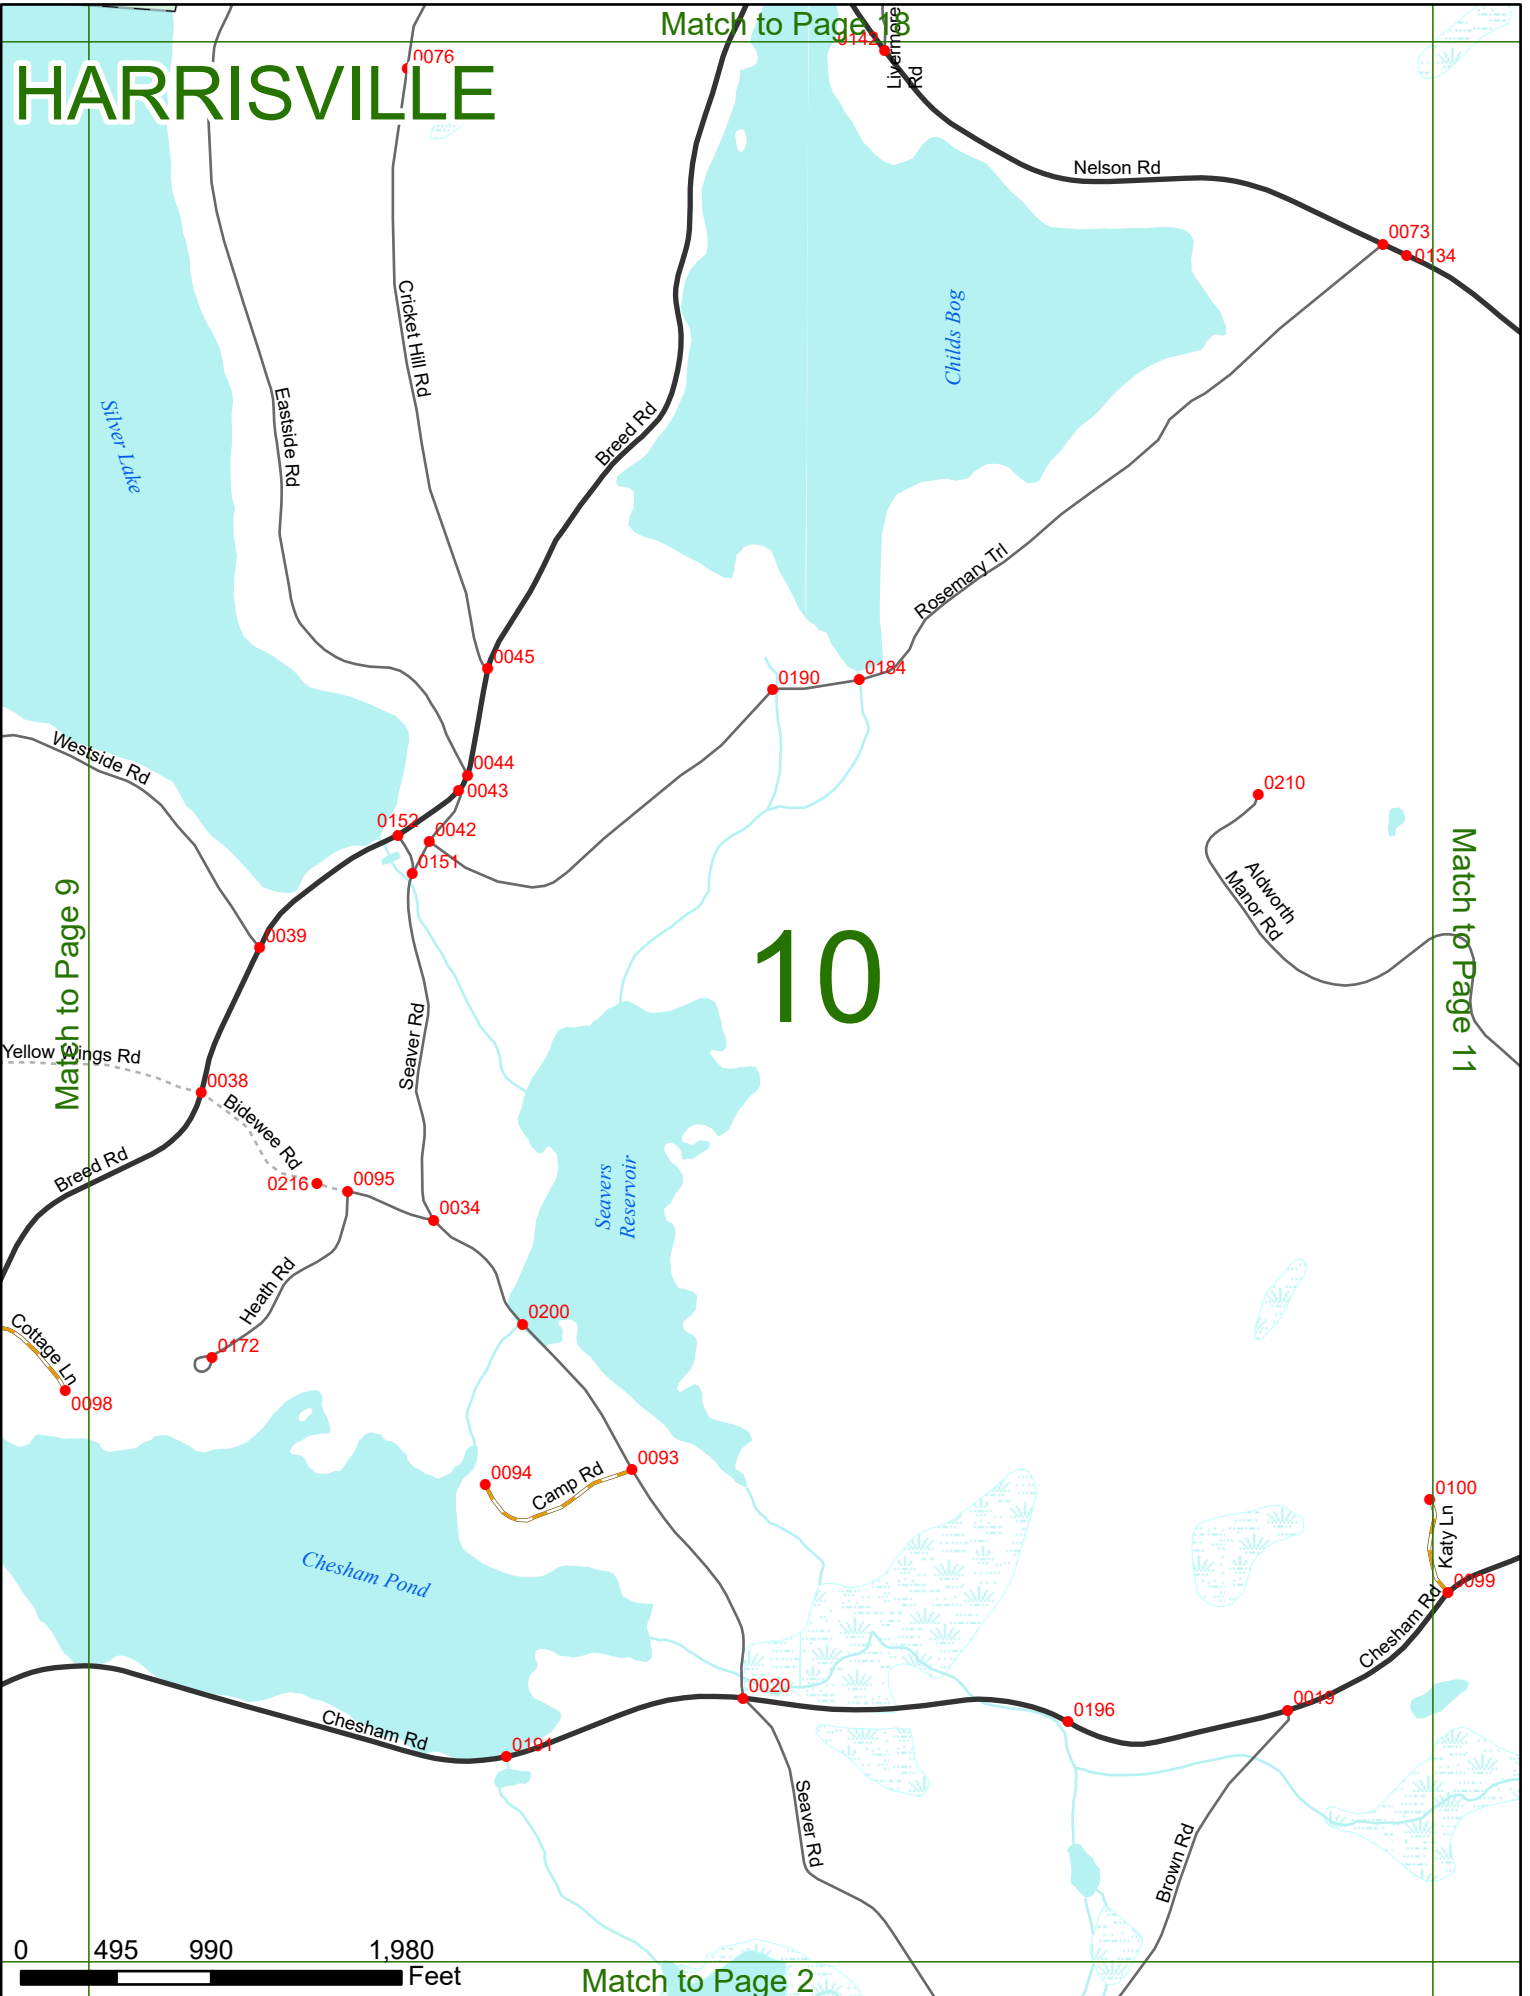 Match to Page 18
HARRISVILLE
0076
0142
Livermore
Rd
Nelson Rd
0073
0134
Cricket Hill Rd
Childs Bog
Eastside Rd
Silver Lake
Breed Rd
Rosemary Trl
0045
0184
0190
Westside Rd
0044
0043
0210
0152
0042
0151
Aldworth
Manor Rd
Match to Page 11
Match to Page 9
0039
10
Seaver Rd
Yellow Wings Rd
0038
Bidewee Rd
Breed Rd
0216
0095
0034
Seavers
Reservoir
Heath Rd
0200
Cottage Ln
0172
0098
0093
0094
Camp Rd
0100
Katy Ln
Chesham Pond
0099
Chesham Rd
0020
0019
0196
Chesham Rd
0191
Seaver Rd
Brown Rd
0 495 990 1,980
Feet
Match to Page 2